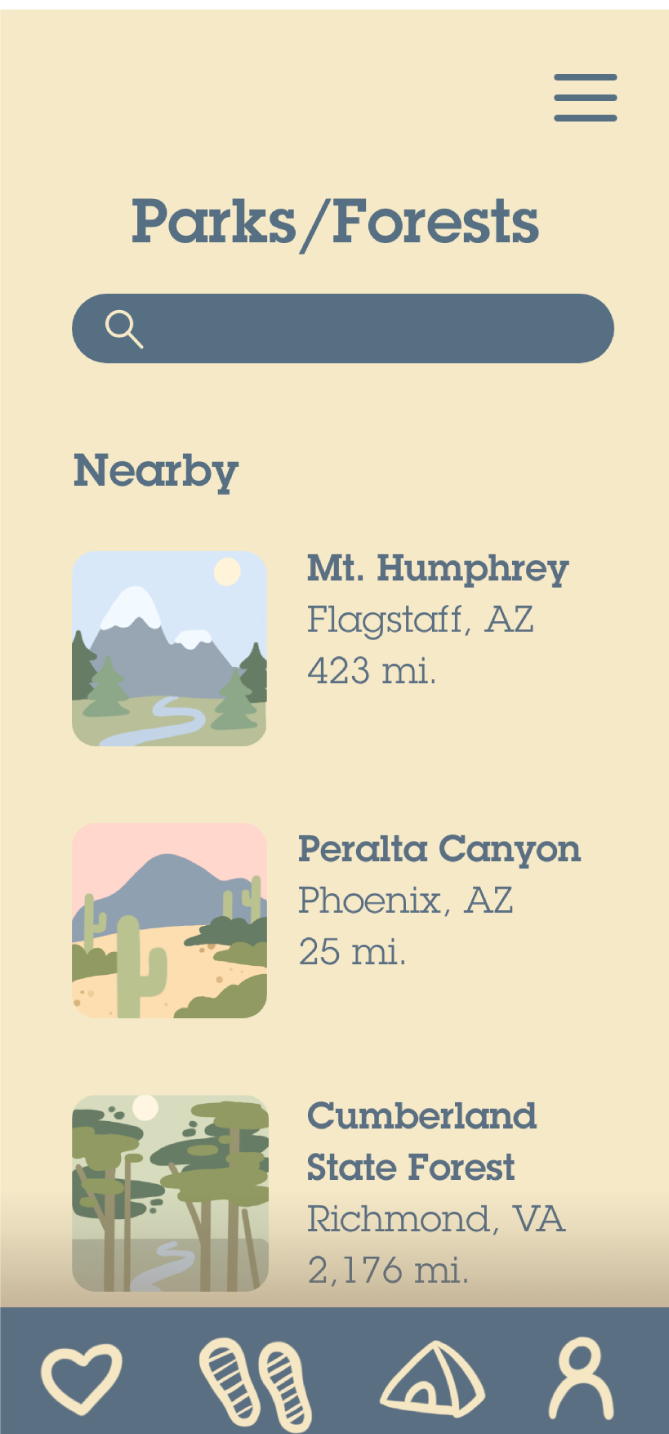 Parks/Forests
Nearby
Mt. Humphrey
Flagstaff, AZ
423 mi.
Peralta Canyon
Phoenix, AZ
25 mi.
Cumberland
State Forest
Richmond, VA
2,176 mi.